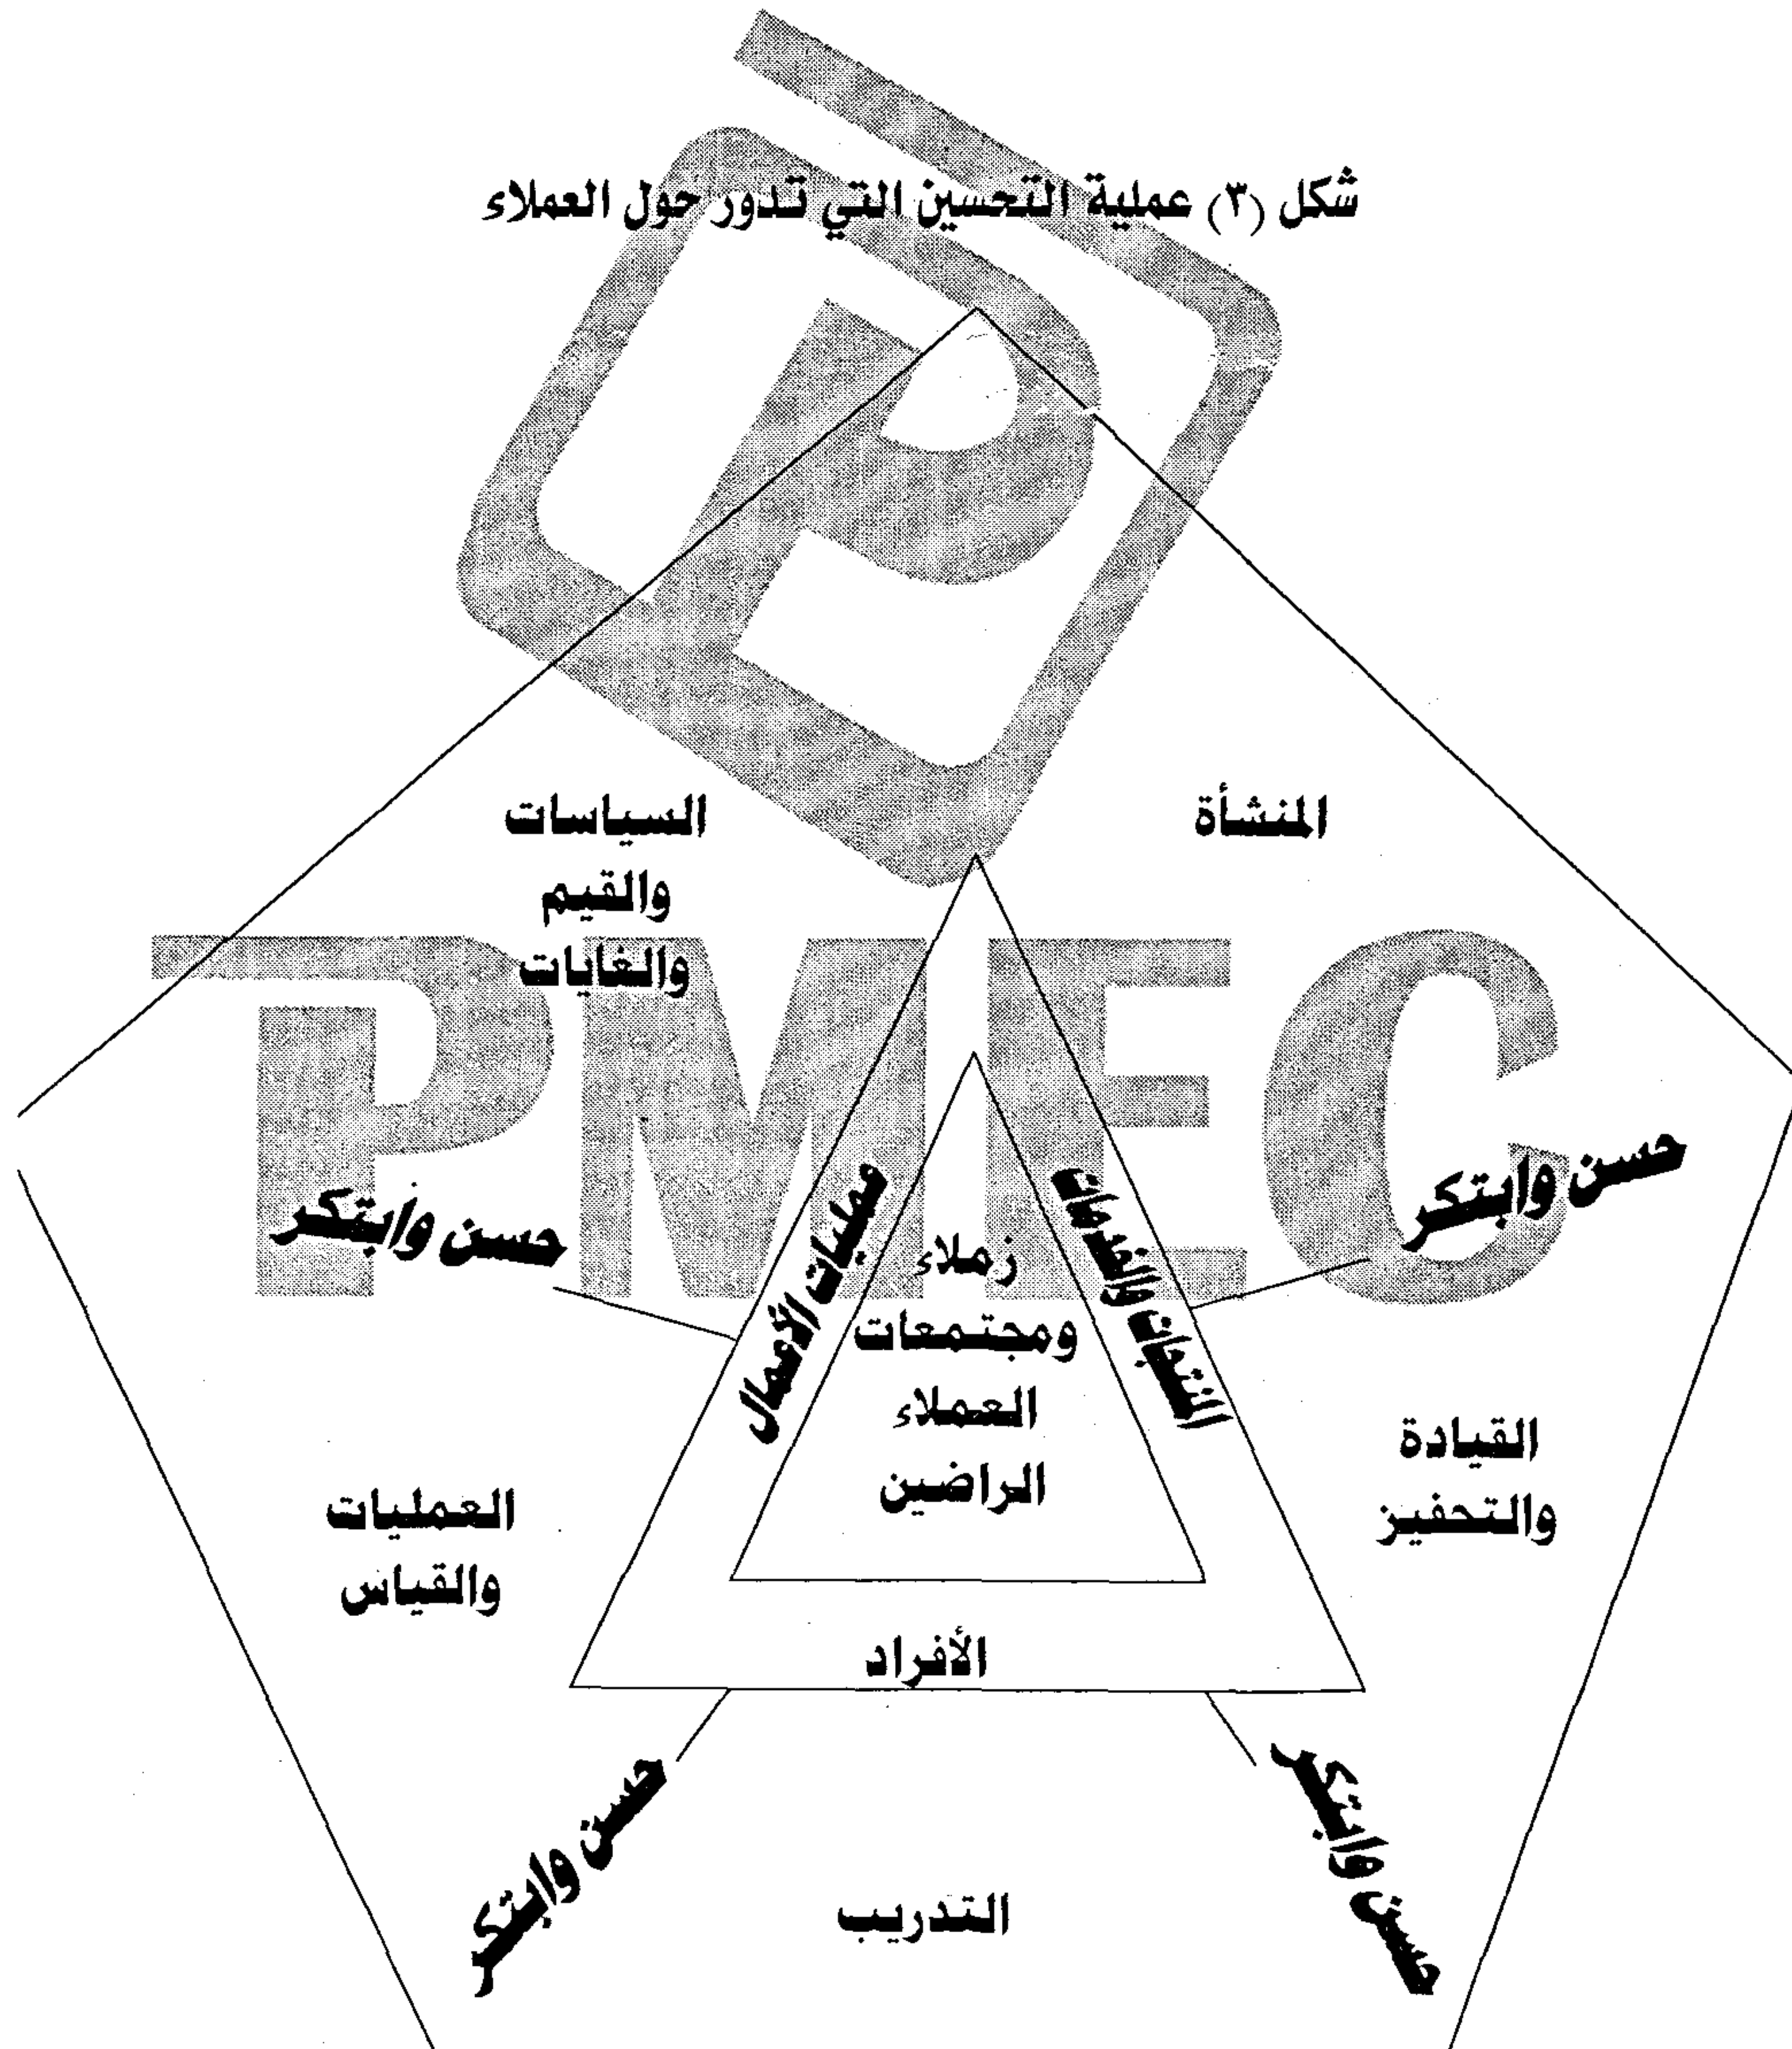 شكل (٣) عملية التحسين التي تدور حول العملاء
المنشأة
السياسات
والقيم
والغايات
PMEC
حسن وابتكر
حسن وابتكر
المنتجات والخدمات
عمليات الأعمال
زملاء
ومجتمعات
العملاء
الراضين
القيادة
والتحفيز
العمليات
والقياس
الأفراد
حسن وابتكر
حسن وابتكر
التدريب